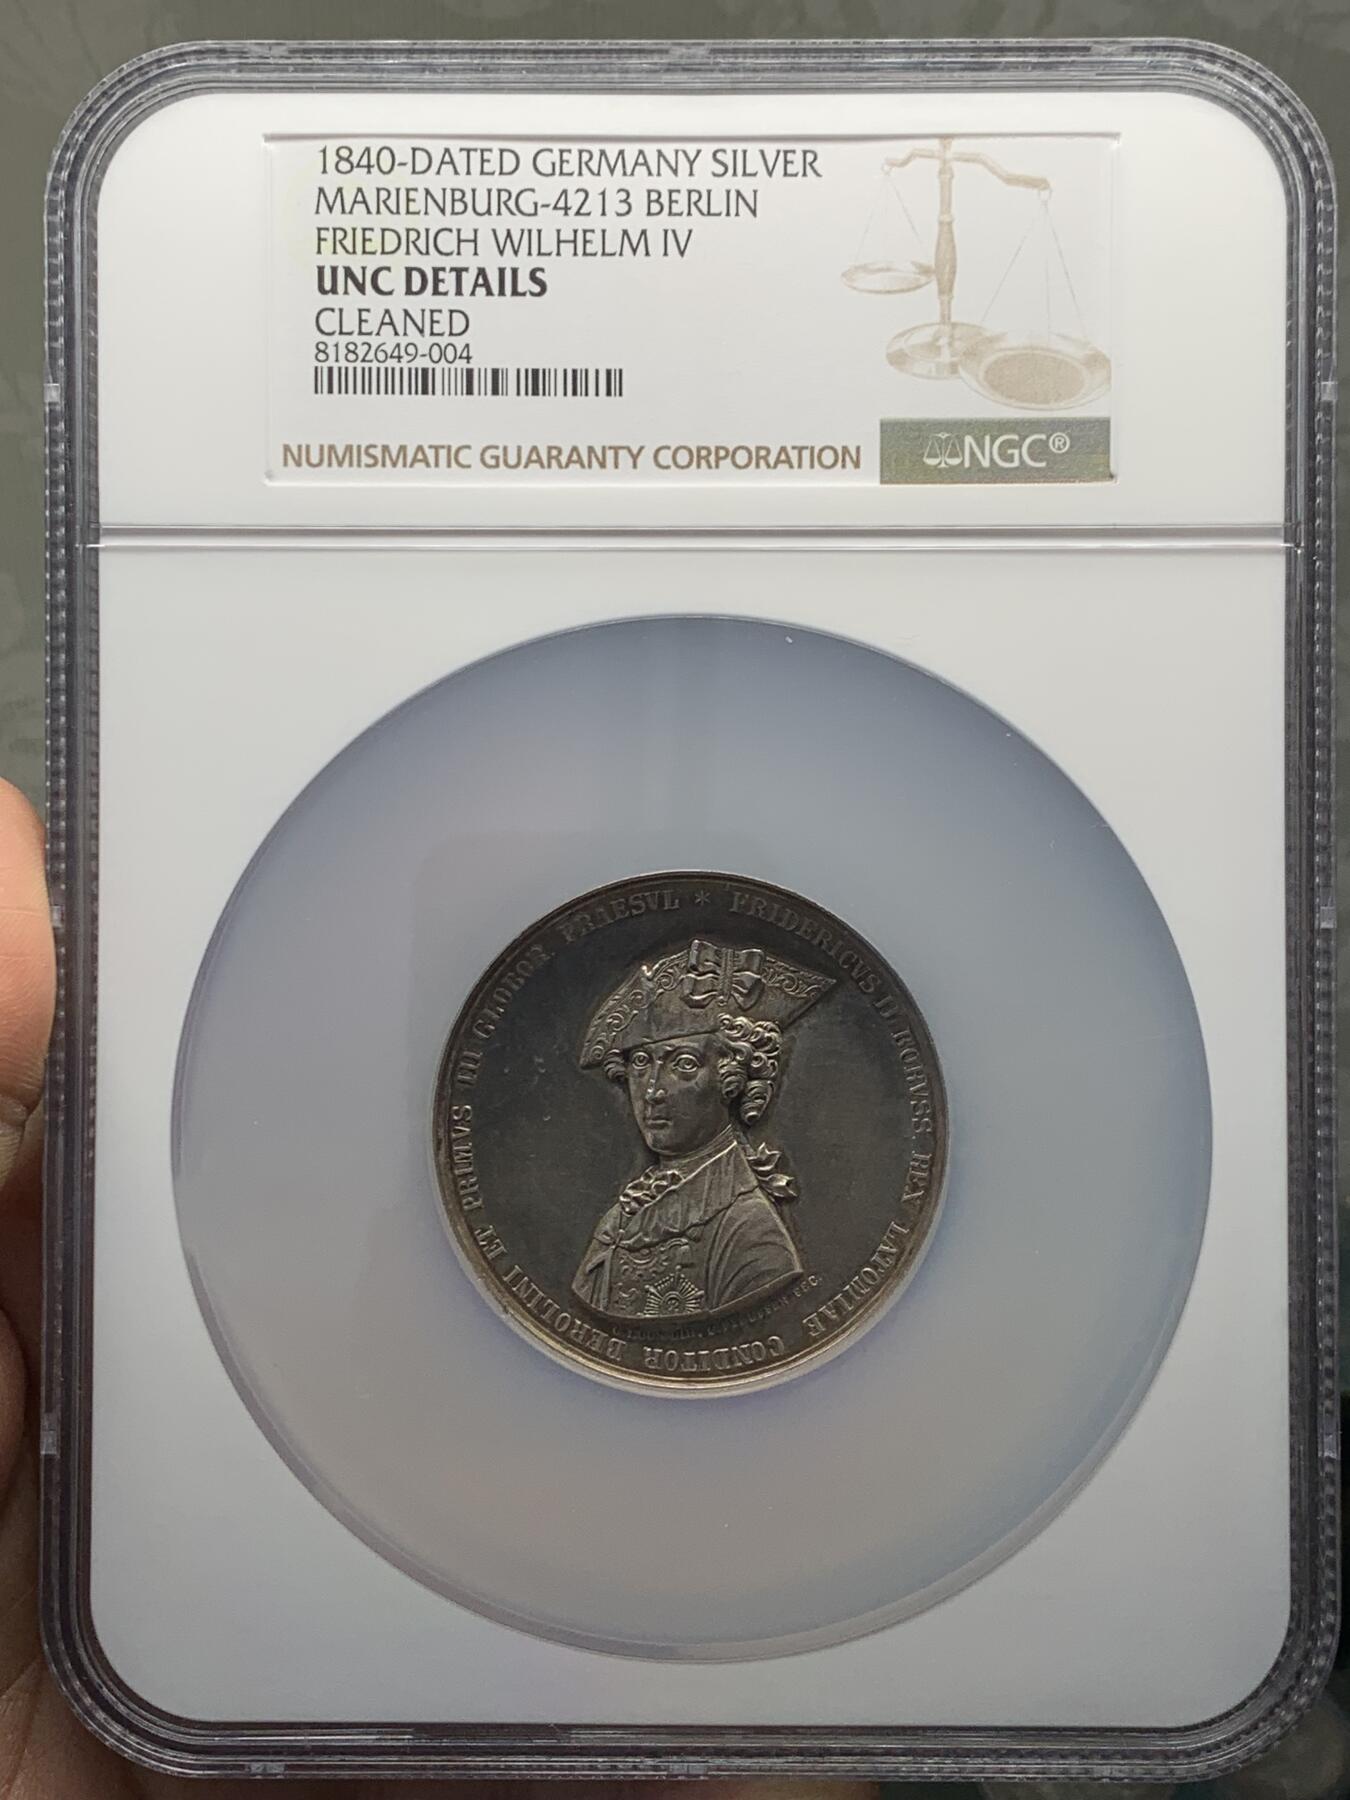 1840-DATED GERMANY SILVER
MARIENBURG-4213 BERLIN
FRIEDRICH WILHELM IV
UNC DETAILS
CLEANED
8182649-004
NUMISMATIC GUARANTY CORPORATION
NGC®
FRIDERICVS II BORVSS. REX LATOMIAE CONDITOR BEROLINI ET PRIMVS III GLOBOR. PRAESVL *